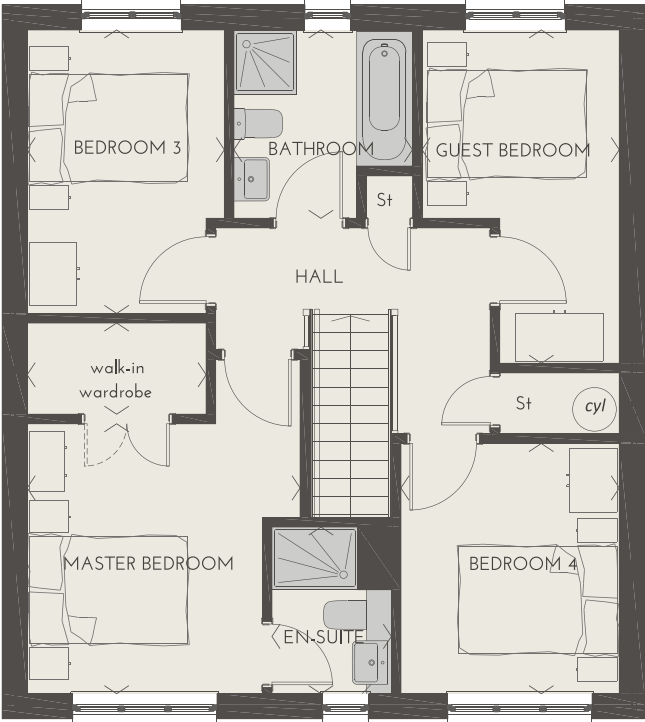 BEDROOM 3
BATHROOM
GUEST BEDROOM
St
HALL
walk-in
wardrobe
St
cyl
MASTER BEDROOM
BEDROOM 4
EN-SUITE